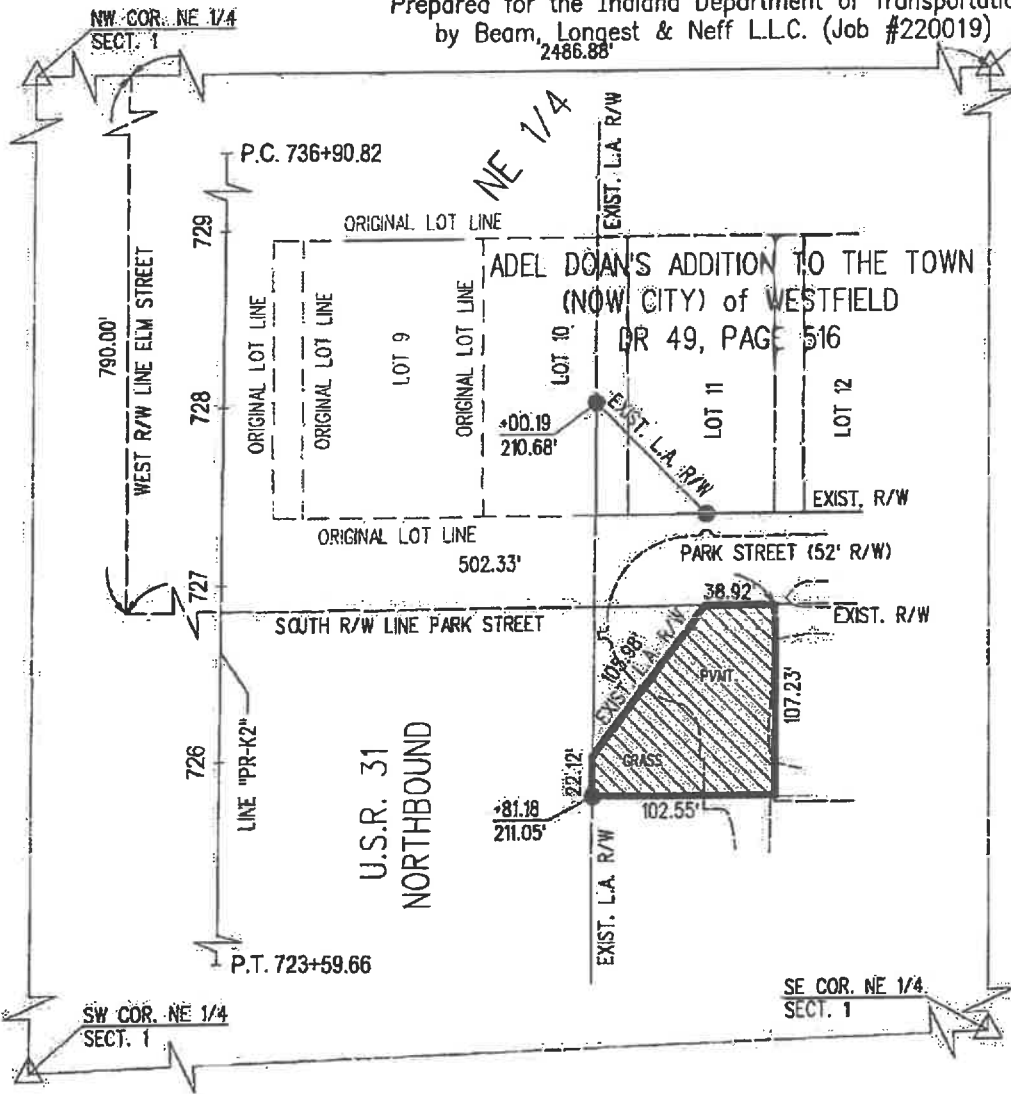 Prepared for the Indiana Department of Transportatio
by Beam, Longest & Neff L.L.C. (Job #220019)
NW COR. NE 1/4
SECT. 1
2486.88'
NE 1/4
EXIST. L.A. R/W
P.C. 736+90.82
729
ORIGINAL LOT LINE
ADEL DOAN'S ADDITION TO THE TOWN
(NOW CITY) of WESTFIELD
DR 49, PAGE 516
790.00'
WEST R/W LINE ELM STREET
ORIGINAL LOT LINE
ORIGINAL LOT LINE
LOT 9
ORIGINAL LOT LINE
LOT 10
LOT 11
LOT 12
728
+00.19
210.68'
EXIST. L.A. R/W
EXIST. R/W
ORIGINAL LOT LINE
PARK STREET (52' R/W)
502.33'
727
38.92'
SOUTH R/W LINE PARK STREET
EXIST. R/W
EXIST. L.A. R/W
PVMT.
107.23'
726
LINE "PR-K2"
U.S.R. 31
NORTHBOUND
22.12'
GRASS
+81.18
211.05'
102.55'
EXIST. L.A. R/W
P.T. 723+59.66
SW COR. NE 1/4
SECT. 1
SE COR. NE 1/4
SECT. 1